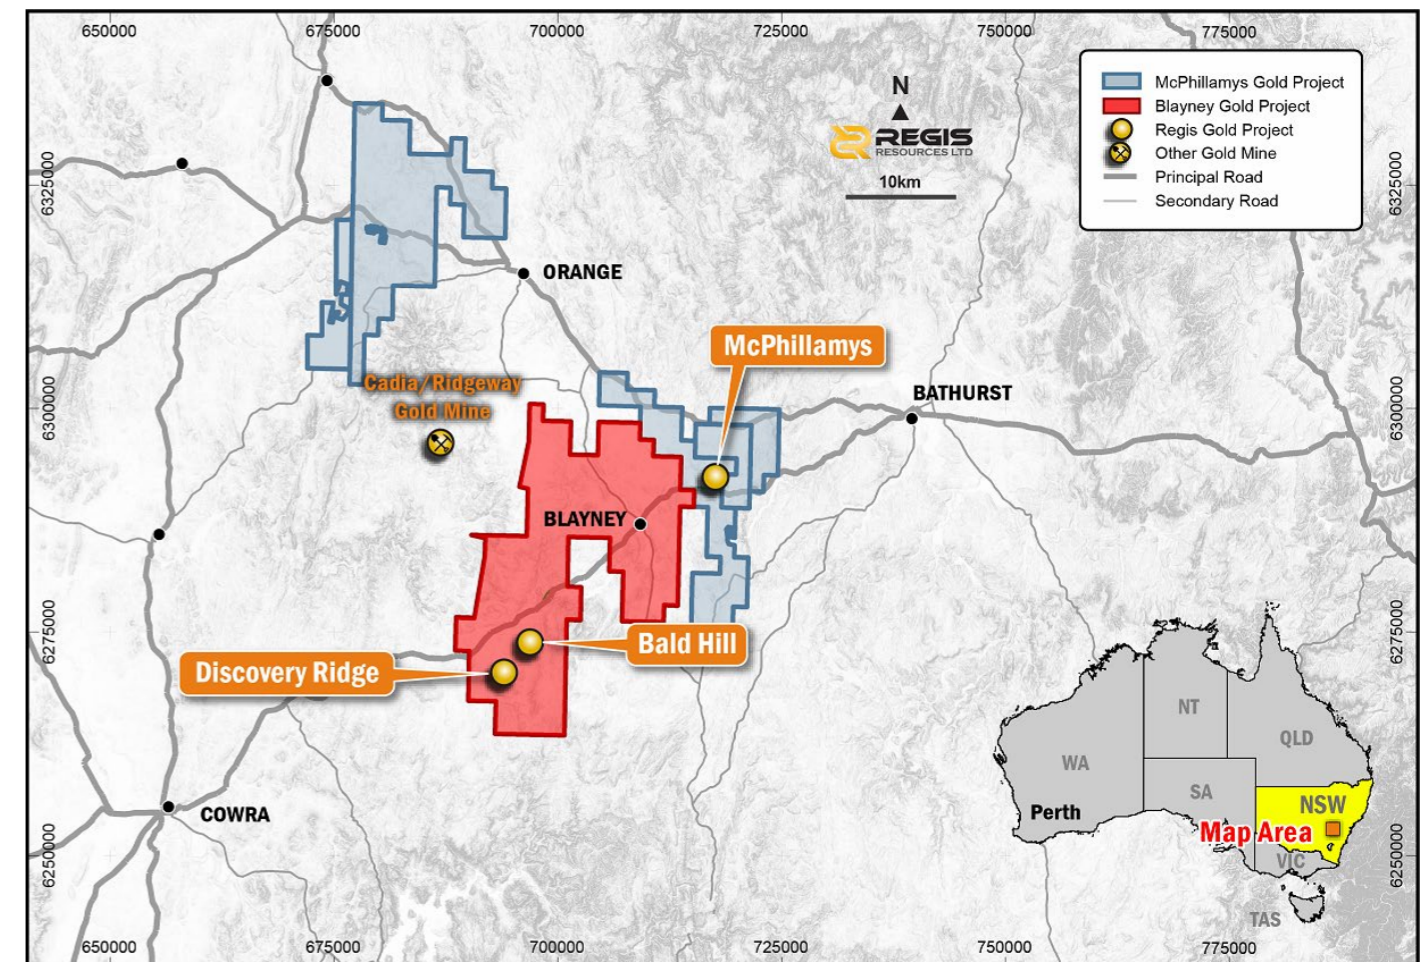 650000
675000
700000
725000
750000
775000
McPhillamys Gold Project
Blayney Gold Project
Regis Gold Project
Other Gold Mine
Principal Road
Secondary Road
N
REGIS
RESOURCES LTD
10km
6325000
6325000
ORANGE
McPhillamys
Cadia/Ridgeway
Gold Mine
BATHURST
6300000
6300000
BLAYNEY
6275000
6275000
Bald Hill
Discovery Ridge
COWRA
NT
QLD
WA
SA
NSW
Perth
Map Area
VIC
TAS
6250000
6250000
650000
675000
700000
725000
750000
775000